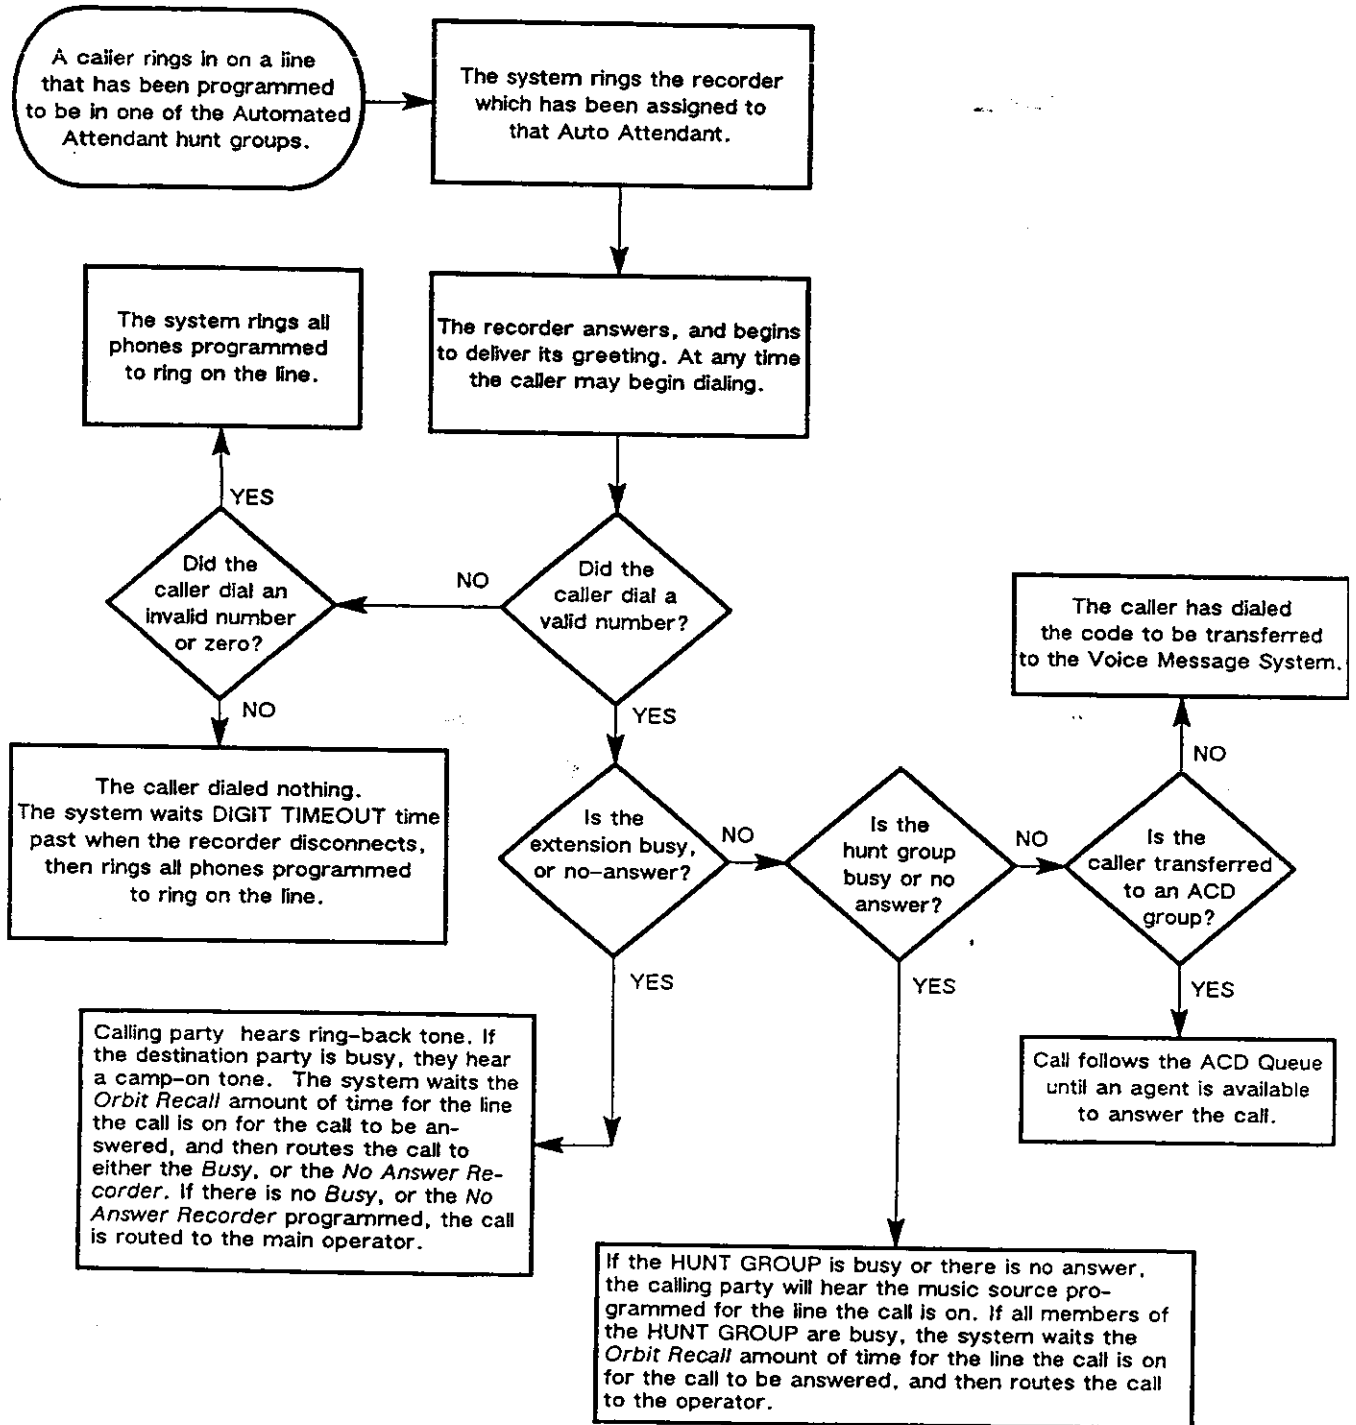 A caller rings in on a line
that has been programmed
to be in one of the Automated
Attendant hunt groups.
The system rings the recorder
which has been assigned to
that Auto Attendant.
The system rings all
phones programmed
to ring on the line.
The recorder answers, and begins
to deliver its greeting. At any time
the caller may begin dialing.
YES
Did the
caller dial an
invalid number
or zero?
NO
Did the
caller dial a
valid number?
The caller has dialed
the code to be transferred
to the Voice Message System.
NO
YES
NO
The caller dialed nothing.
The system waits DIGIT TIMEOUT time
past when the recorder disconnects,
then rings all phones programmed
to ring on the line.
Is the
extension busy,
or no-answer?
NO
Is the
hunt group
busy or no
answer?
NO
Is the
caller transferred
to an ACD
group?
YES
YES
YES
Calling party hears ring-back tone. If
the destination party is busy, they hear
a camp-on tone. The system waits the
Orbit Recall amount of time for the line
the call is on for the call to be an-
swered, and then routes the call to
either the Busy, or the No Answer Re-
corder. If there is no Busy, or the No
Answer Recorder programmed, the call
is routed to the main operator.
Call follows the ACD Queue
until an agent is available
to answer the call.
If the HUNT GROUP is busy or there is no answer,
the calling party will hear the music source pro-
grammed for the line the call is on. If all members of
the HUNT GROUP are busy, the system waits the
Orbit Recall amount of time for the line the call is on
for the call to be answered, and then routes the call
to the operator.